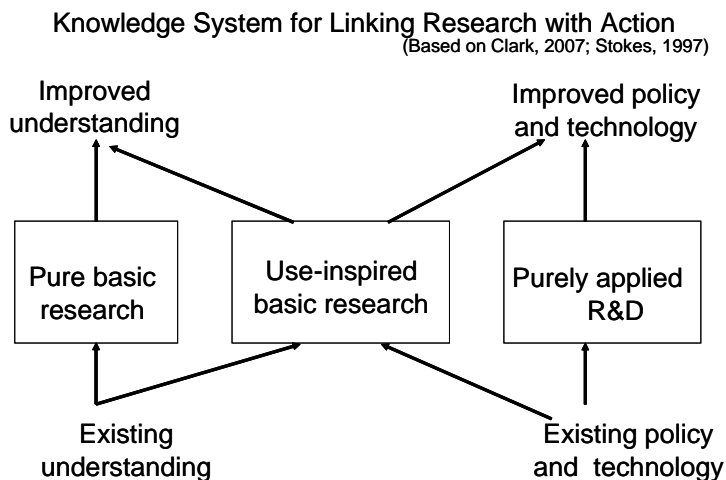 Knowledge System for Linking Research with Action
(Based on Clark, 2007; Stokes, 1997)
Improved
understanding
Improved policy
and technology
Pure basic
research
Use-inspired
basic research
Purely applied
R&D
Existing
understanding
Existing policy
and technology